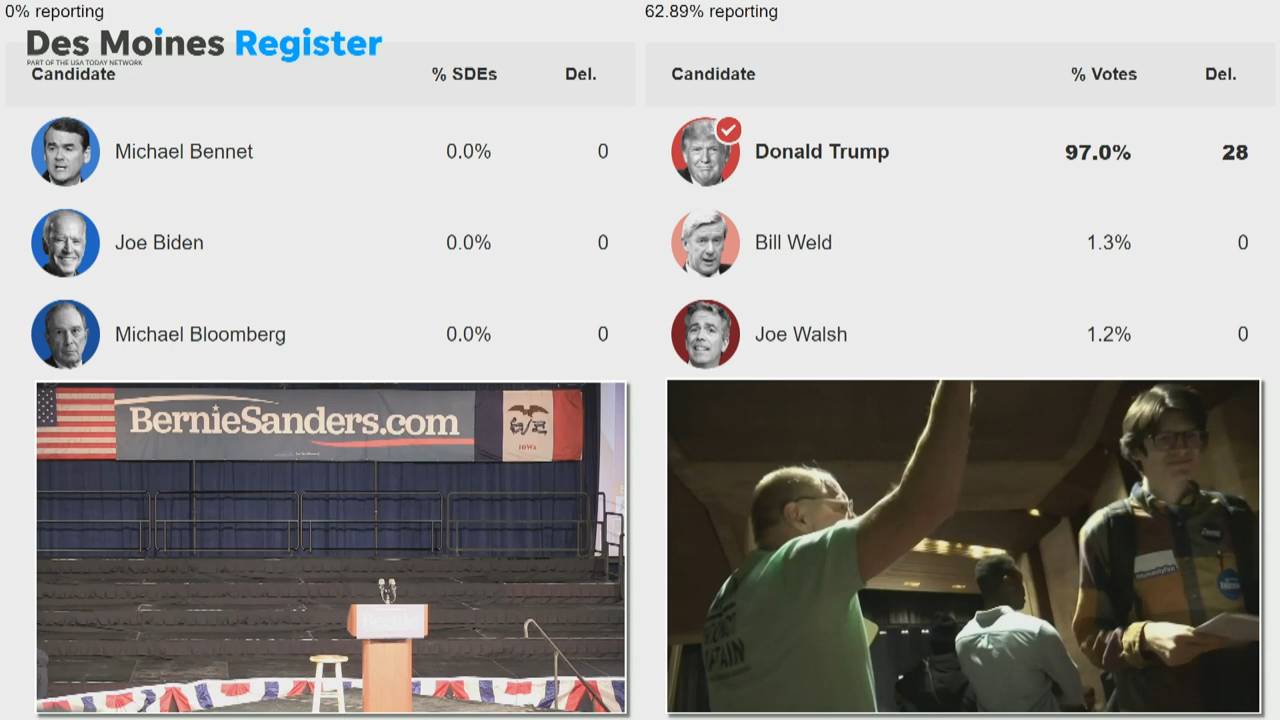 0% reporting
62.89% reporting
Des Moines Register
PART OF THE USA TODAY NETWORK
Candidate % SDEs Del.
Michael Bennet 0.0% 0
Joe Biden 0.0% 0
Michael Bloomberg 0.0% 0
Candidate % Votes Del.
Donald Trump 97.0% 28
Bill Weld 1.3% 0
Joe Walsh 1.2% 0
BernieSanders.com
IOWA
Bernie